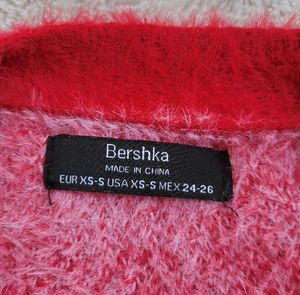 Bershka
MADE IN CHINA
EUR XS-S USA XS-S MEX 24-26